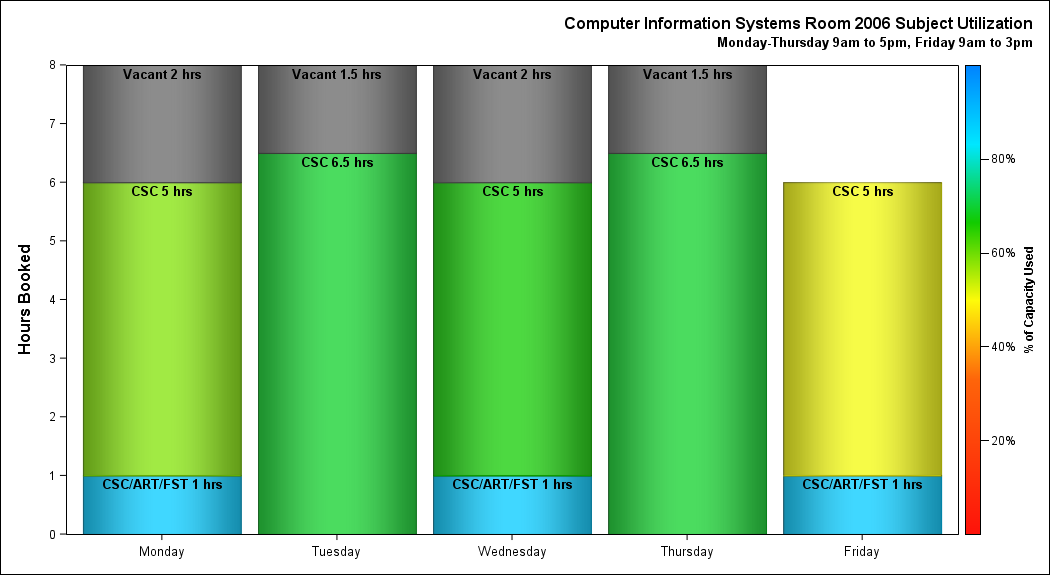 Computer Information Systems Room 2006 Subject Utilization
Monday-Thursday 9am to 5pm, Friday 9am to 3pm
8
7
6
5
4
3
2
1
0
Hours Booked
Vacant 2 hrs
CSC 5 hrs
CSC/ART/FST 1 hrs
Vacant 1.5 hrs
CSC 6.5 hrs
Vacant 2 hrs
CSC 5 hrs
CSC/ART/FST 1 hrs
Vacant 1.5 hrs
CSC 6.5 hrs
CSC 5 hrs
CSC/ART/FST 1 hrs
Monday
Tuesday
Wednesday
Thursday
Friday
80%
60%
40%
20%
% of Capacity Used